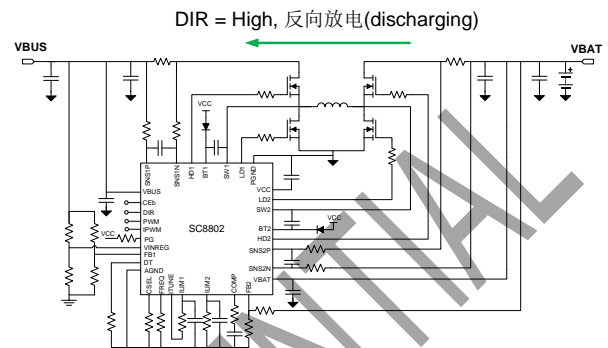 DIR = High, 反向放电(discharging)
VBUS
VBAT
VCC
SNS1P
SNS1N
HD1
BT1
SW1
LD1
PGND
VBUS
CEb
DIR
PWM
IPWM
VCC
PG
VINREG
FB1
DT
AGND
SC8802
VCC
LD2
SW2
BT2
VCC
HD2
SNS2P
SNS2N
VBAT
CSEL
FREQ
ITUNE
ILIM1
ILIM2
COMP
FB2
ENTIAL